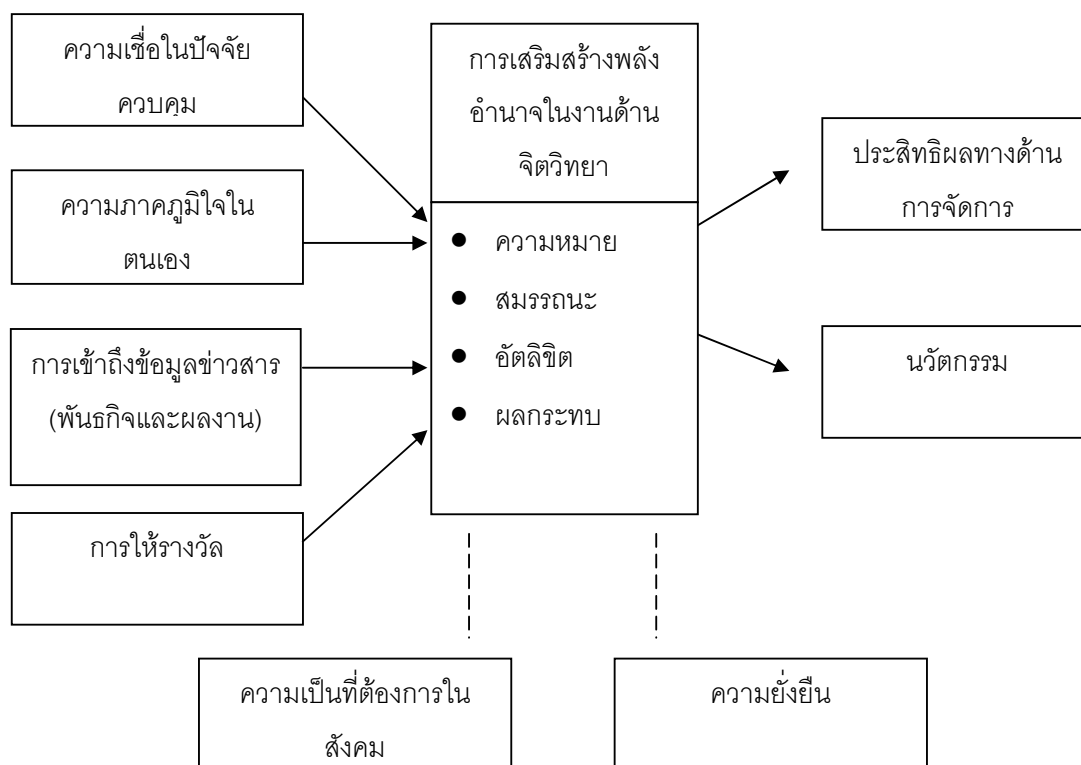 ความเชื่อในปัจจัย
ควบคุม
ความภาคภูมิใจใน
ตนเอง
การเข้าถึงข้อมูลข่าวสาร
(พันธกิจและผลงาน)
การให้รางวัล
การเสริมสร้างพลัง
อำนาจในงานด้าน
จิตวิทยา
● ความหมาย
● สมรรถนะ
● อัตลิขิต
● ผลกระทบ
ประสิทธิผลทางด้าน
การจัดการ
นวัตกรรม
ความเป็นที่ต้องการใน
สังคม
ความยั่งยืน